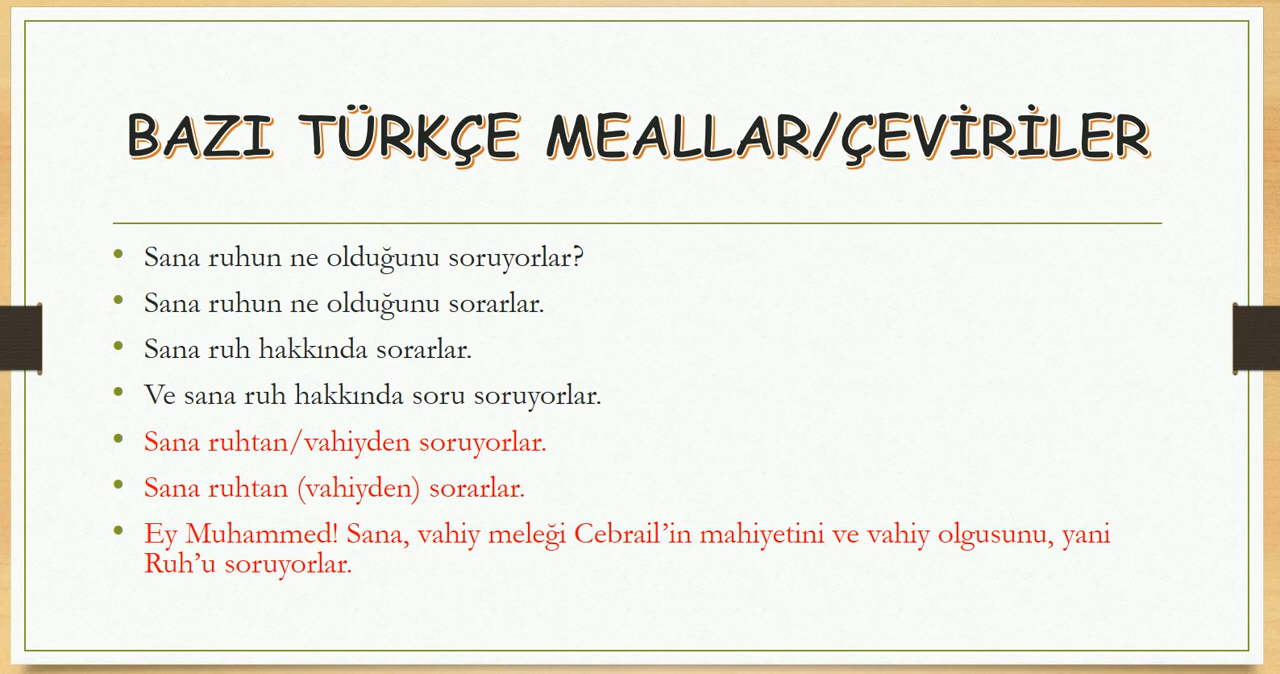 BAZI TÜRKÇE MEALLAR/ÇEVİRİLER
• Sana ruhun ne olduğunu soruyorlar?
• Sana ruhun ne olduğunu sorarlar.
• Sana ruh hakkında sorarlar.
• Ve sana ruh hakkında soru soruyorlar.
• Sana ruhtan/vahiyden soruyorlar.
• Sana ruhtan (vahiyden) sorarlar.
• Ey Muhammed! Sana, vahiy meleği Cebrail’in mahiyetini ve vahiy olgusunu, yani
Ruh’u soruyorlar.